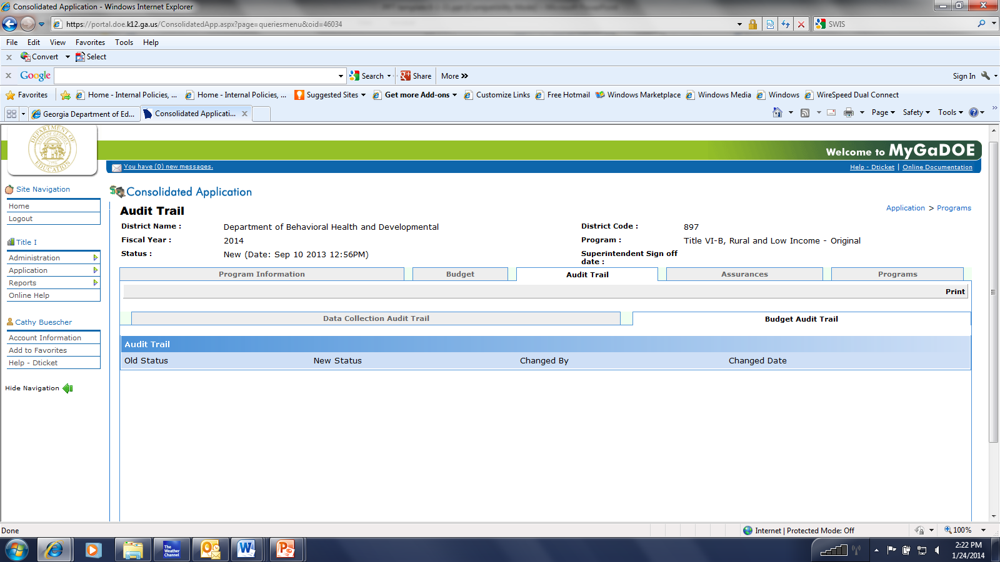 Consolidated Application - Windows Internet Explorer
https://portal.doe.k12.ga.us/ConsolidatedApp.aspx?page=queriesmenu&oid=46034
SWIS
File Edit View Favorites Tools Help
x Convert Select
x Google Search Share More » Sign In
Favorites Home - Internal Policies, ... Home - Internal Policies, ... Suggested Sites Get more Add-ons Customize Links Free Hotmail Windows Marketplace Windows Media Windows WireSpeed Dual Connect
Georgia Department of Ed... Consolidated Applicati... x Page Safety Tools »
DEPARTMENT OF EDUCATION
Welcome to MyGaDOE
You have (0) new messages. Help - Dticket | Online Documentation
Site Navigation
Home
Logout
Title I
Administration
Application
Reports
Online Help
Cathy Buescher
Account Information
Add to Favorites
Help - Dticket
Hide Navigation
Consolidated Application
Audit Trail Application > Programs
District Name : Department of Behavioral Health and Developmental District Code : 897
Fiscal Year : 2014 Program : Title VI-B, Rural and Low Income - Original
Status : New (Date: Sep 10 2013 12:56PM) Superintendent Sign off
date :
Program Information Budget Audit Trail Assurances Programs
Print
Data Collection Audit Trail Budget Audit Trail
Audit Trail
Old Status New Status Changed By Changed Date
Done Internet | Protected Mode: Off 100%
The Weather Channel
2:22 PM
1/24/2014